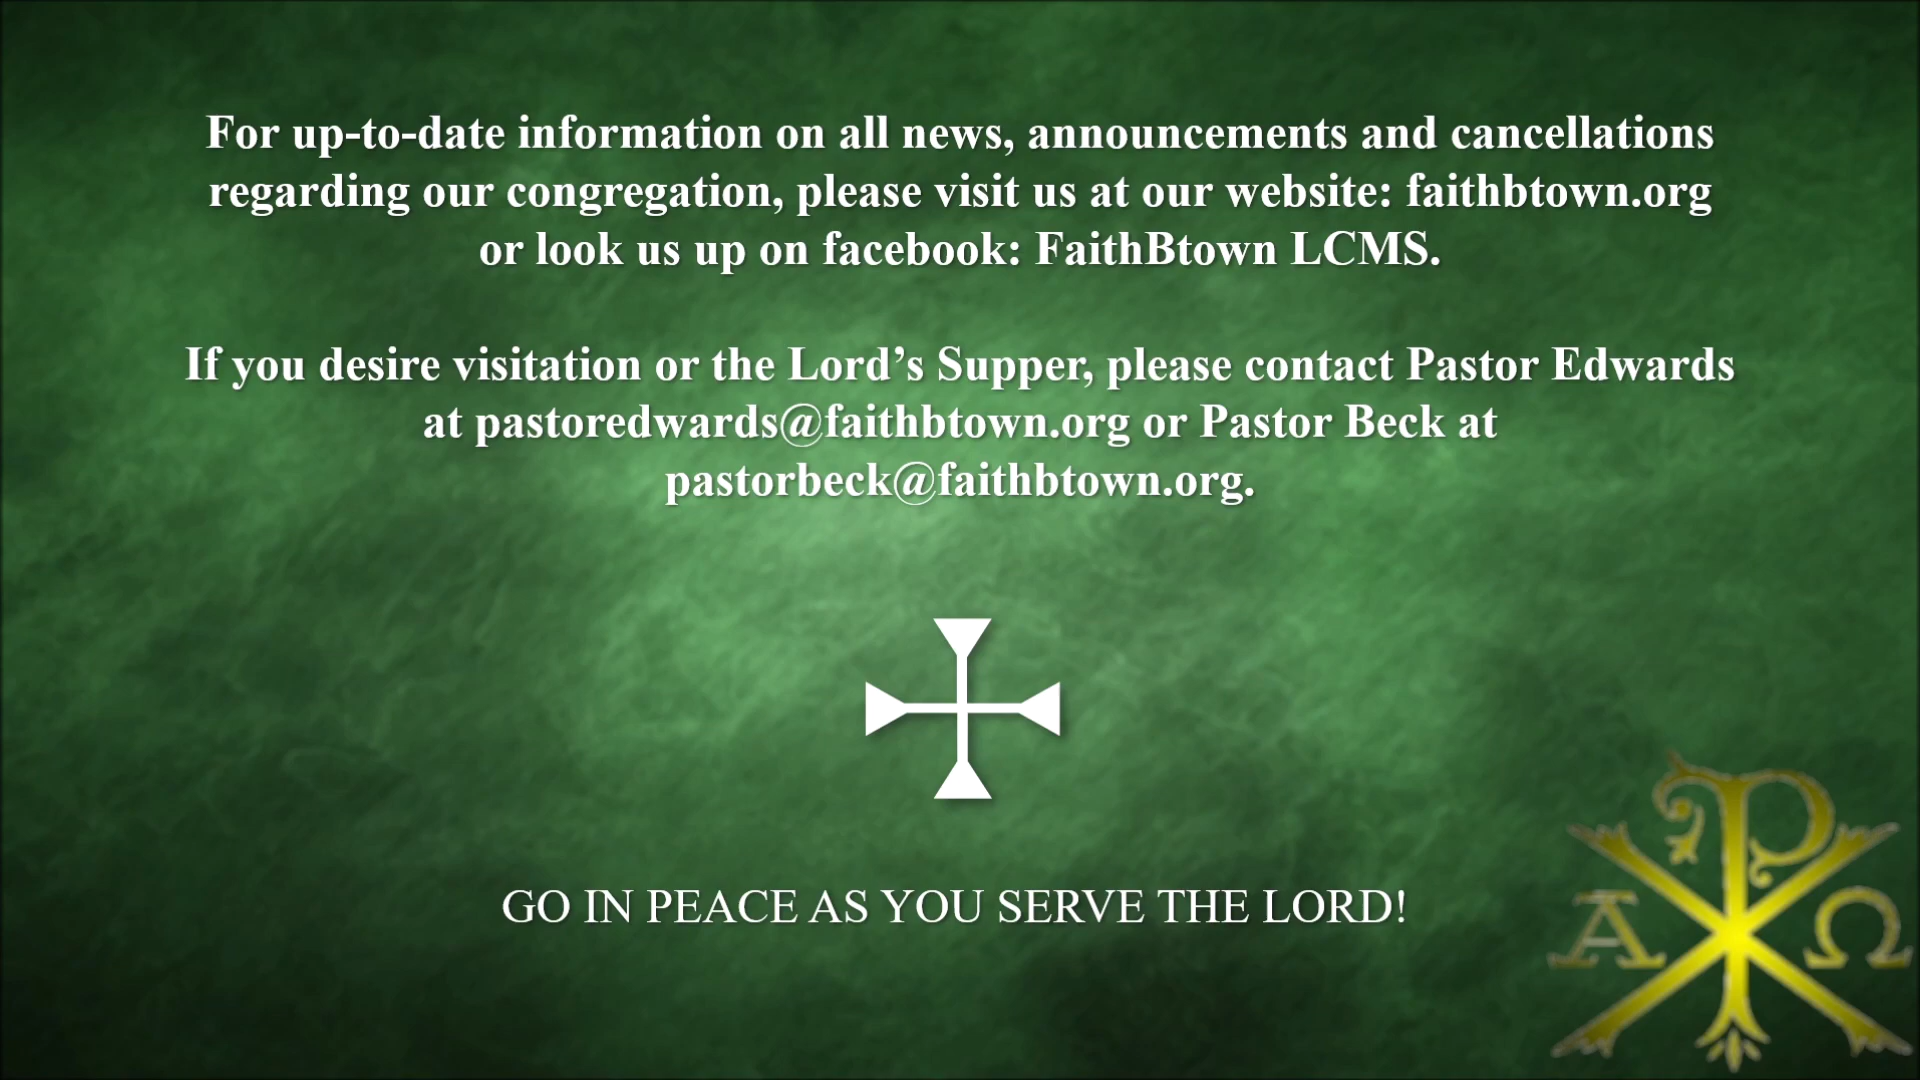 For up-to-date information on all news, announcements and cancellations
regarding our congregation, please visit us at our website: faithbtown.org
or look us up on facebook: FaithBtown LCMS.
If you desire visitation or the Lord’s Supper, please contact Pastor Edwards
at pastoredwards@faithbtown.org or Pastor Beck at
pastorbeck@faithbtown.org.
GO IN PEACE AS YOU SERVE THE LORD!
Α Ω